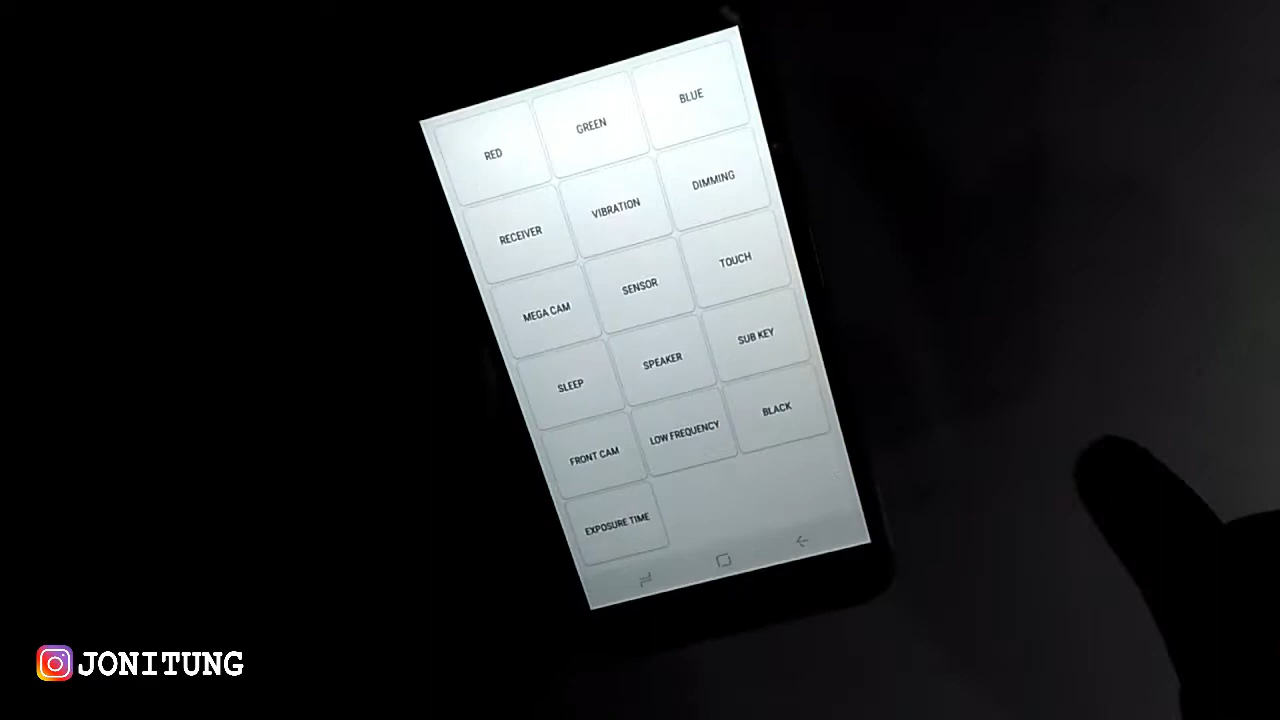 RED
GREEN
BLUE
RECEIVER
VIBRATION
DIMMING
MEGA CAM
SENSOR
TOUCH
SLEEP
SPEAKER
SUB KEY
FRONT CAM
LOW FREQUENCY
BLACK
EXPOSURE TIME
JONITUNG